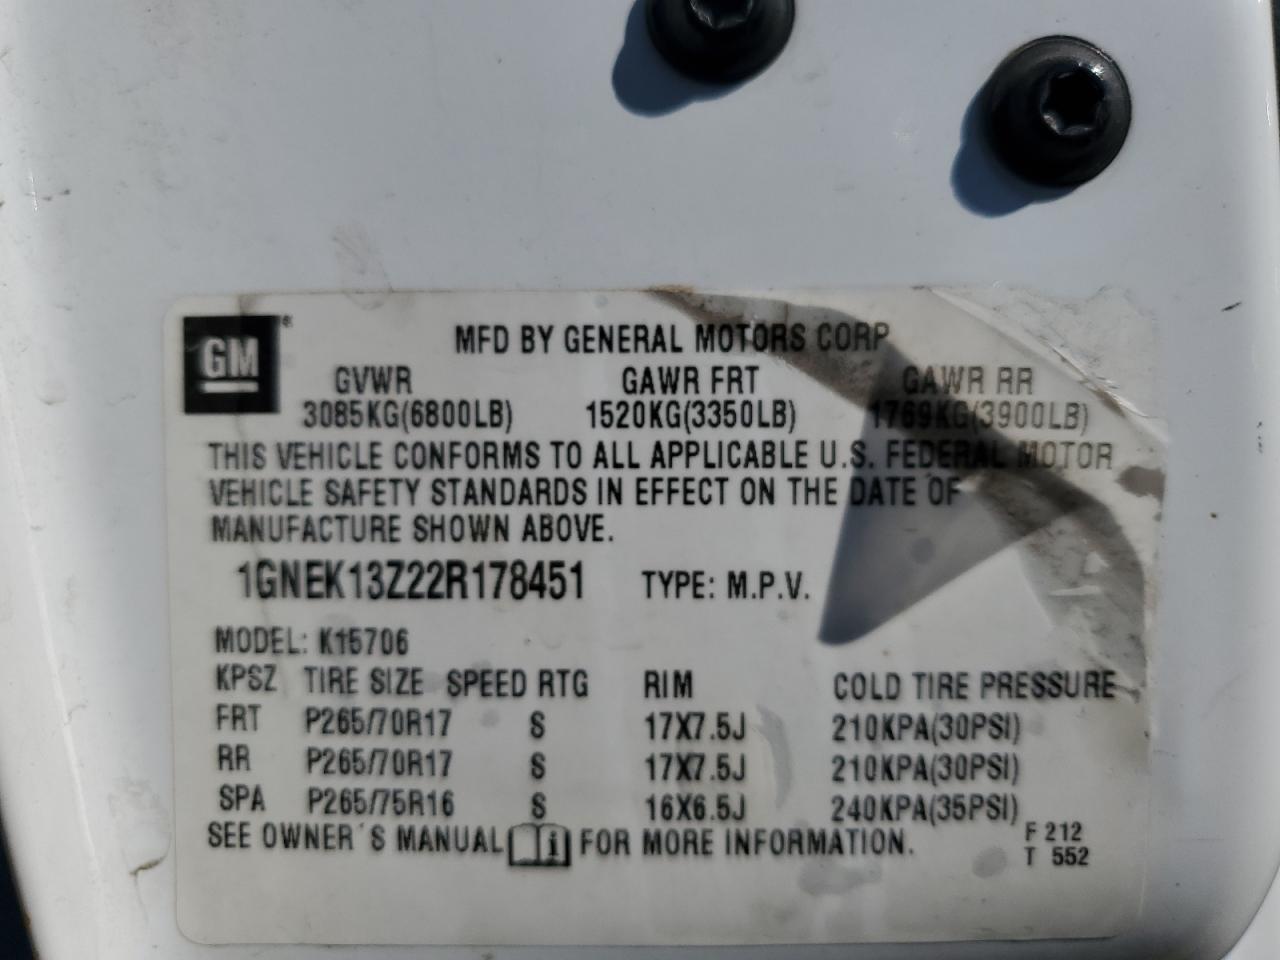 GM
MFD BY GENERAL MOTORS CORP
GVWR GAWR FRT GAWR RR
3085KG(6800LB) 1520KG(3350LB) 1769KG(3900LB)
THIS VEHICLE CONFORMS TO ALL APPLICABLE U.S. FEDERAL MOTOR
VEHICLE SAFETY STANDARDS IN EFFECT ON THE DATE OF
MANUFACTURE SHOWN ABOVE.
1GNEK13Z22R178451 TYPE: M.P.V.
MODEL: K15706
KPSZ TIRE SIZE SPEED RTG RIM COLD TIRE PRESSURE
FRT P265/70R17 S 17X7.5J 210KPA(30PSI)
RR P265/70R17 S 17X7.5J 210KPA(30PSI)
SPA P265/75R16 S 16X6.5J 240KPA(35PSI)
SEE OWNER'S MANUAL i FOR MORE INFORMATION.
F 212
T 552